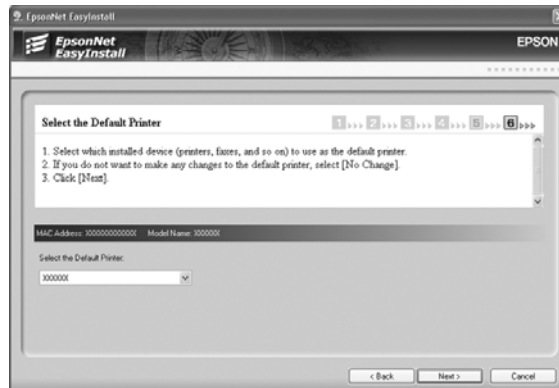 EpsonNet EasyInstall
EpsonNet
EasyInstall
EPSON
Select the Default Printer
1 2 3 4 5 6
1. Select which installed device (printers, faxes, and so on) to use as the default printer.
2. If you do not want to make any changes to the default printer, select [No Change].
3. Click [Next].
MAC Address: XXXXXXXXXXXX Model Name: XXXXXX
Select the Default Printer:
XXXXXX
< Back
Next >
Cancel